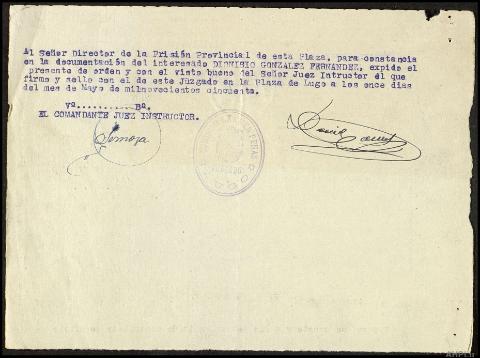 Al Señor Director de la Prisión Provincial de esta Plaza, para constancia
en la documentación del interesado DIONISIO GONZALEZ FERNANDEZ, expido el
presente de orden y con el visto bueno del Señor Juez Intructor él que
firmo y sello con el de este Juzgado en la Plaza de Lugo a los once dias
del mes de Mayo de milnovecientos cincuenta.
Vª..........Bª.
EL COMANDANTE JUEZ INSTRUCTOR.
Somoza